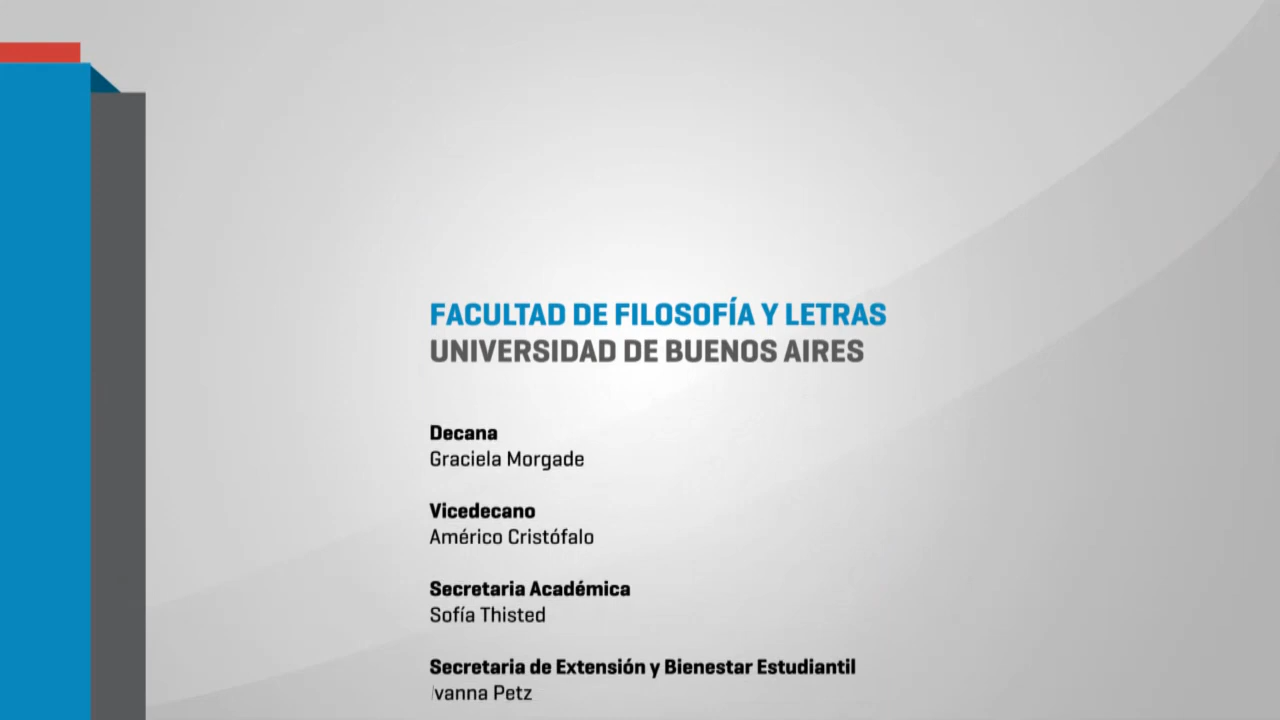 FACULTAD DE FILOSOFÍA Y LETRAS
UNIVERSIDAD DE BUENOS AIRES
Decana
Graciela Morgade
Vicedecano
Américo Cristófalo
Secretaria Académica
Sofía Thisted
Secretaria de Extensión y Bienestar Estudiantil
Ivanna Petz